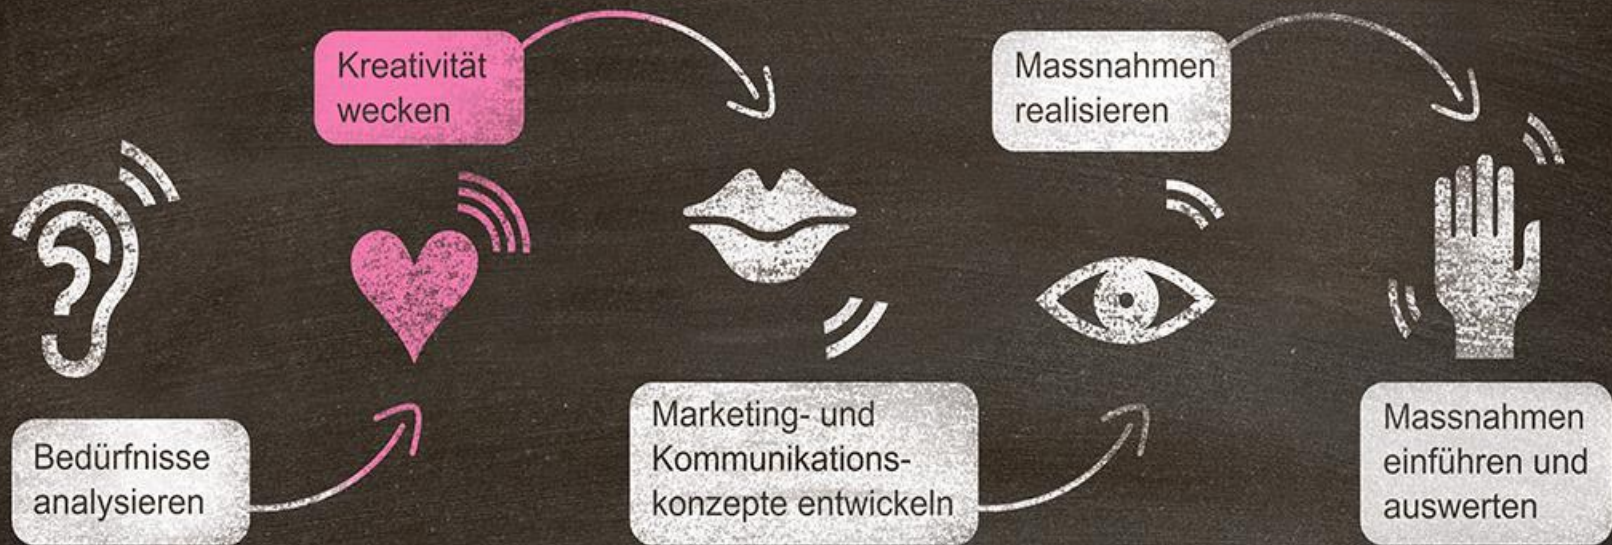 Bedürfnisse
analysieren
Kreativität
wecken
Marketing- und
Kommunikations-
konzepte entwickeln
Massnahmen
realisieren
Massnahmen
einführen und
auswerten